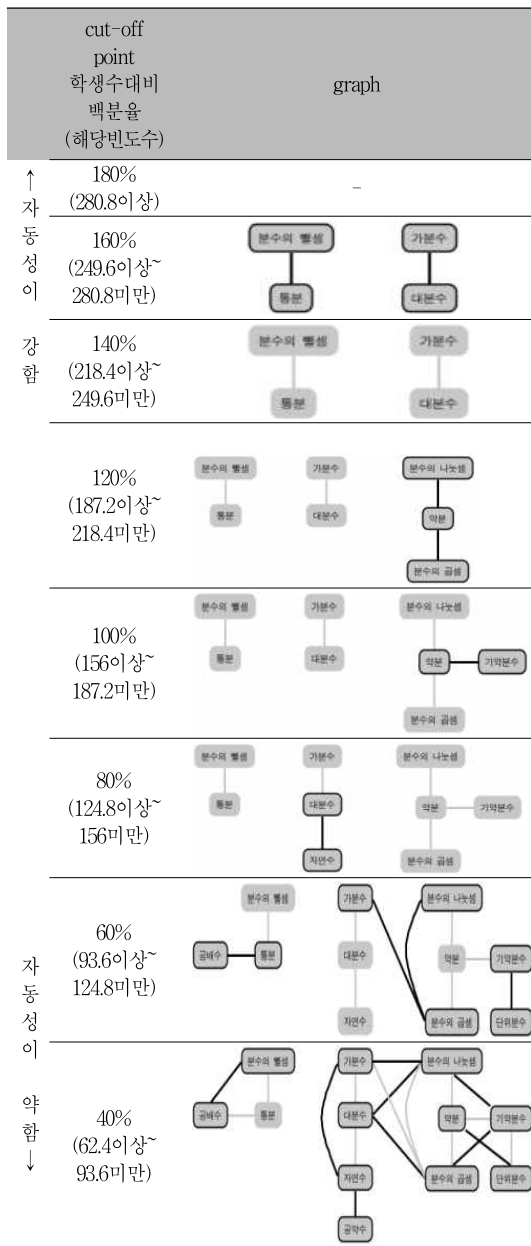 cut-off
point
학생수대비
백분율
(해당빈도수)
graph
↑
자
동
성
이
강
함
180%
(280.8이상)
-
160%
(249.6이상~
280.8미만)
분수의 뺄셈 가분수
통분 대분수
140%
(218.4이상~
249.6미만)
분수의 뺄셈 가분수
통분 대분수
120%
(187.2이상~
218.4미만)
분수의 뺄셈 가분수 분수의 나눗셈
통분 대분수 약분
분수의 곱셈
100%
(156이상~
187.2미만)
분수의 뺄셈 가분수 분수의 나눗셈
통분 대분수 약분 기약분수
분수의 곱셈
80%
(124.8이상~
156미만)
분수의 뺄셈 가분수 분수의 나눗셈
통분 대분수 약분 기약분수
자연수 분수의 곱셈
자
동
성
이
약
함
↓
60%
(93.6이상~
124.8미만)
분수의 뺄셈 가분수 분수의 나눗셈
공배수 통분 대분수 약분 기약분수
자연수 분수의 곱셈 단위분수
40%
(62.4이상~
93.6미만)
분수의 뺄셈 가분수 분수의 나눗셈
공배수 통분 대분수 약분 기약분수
자연수 분수의 곱셈 단위분수
공약수